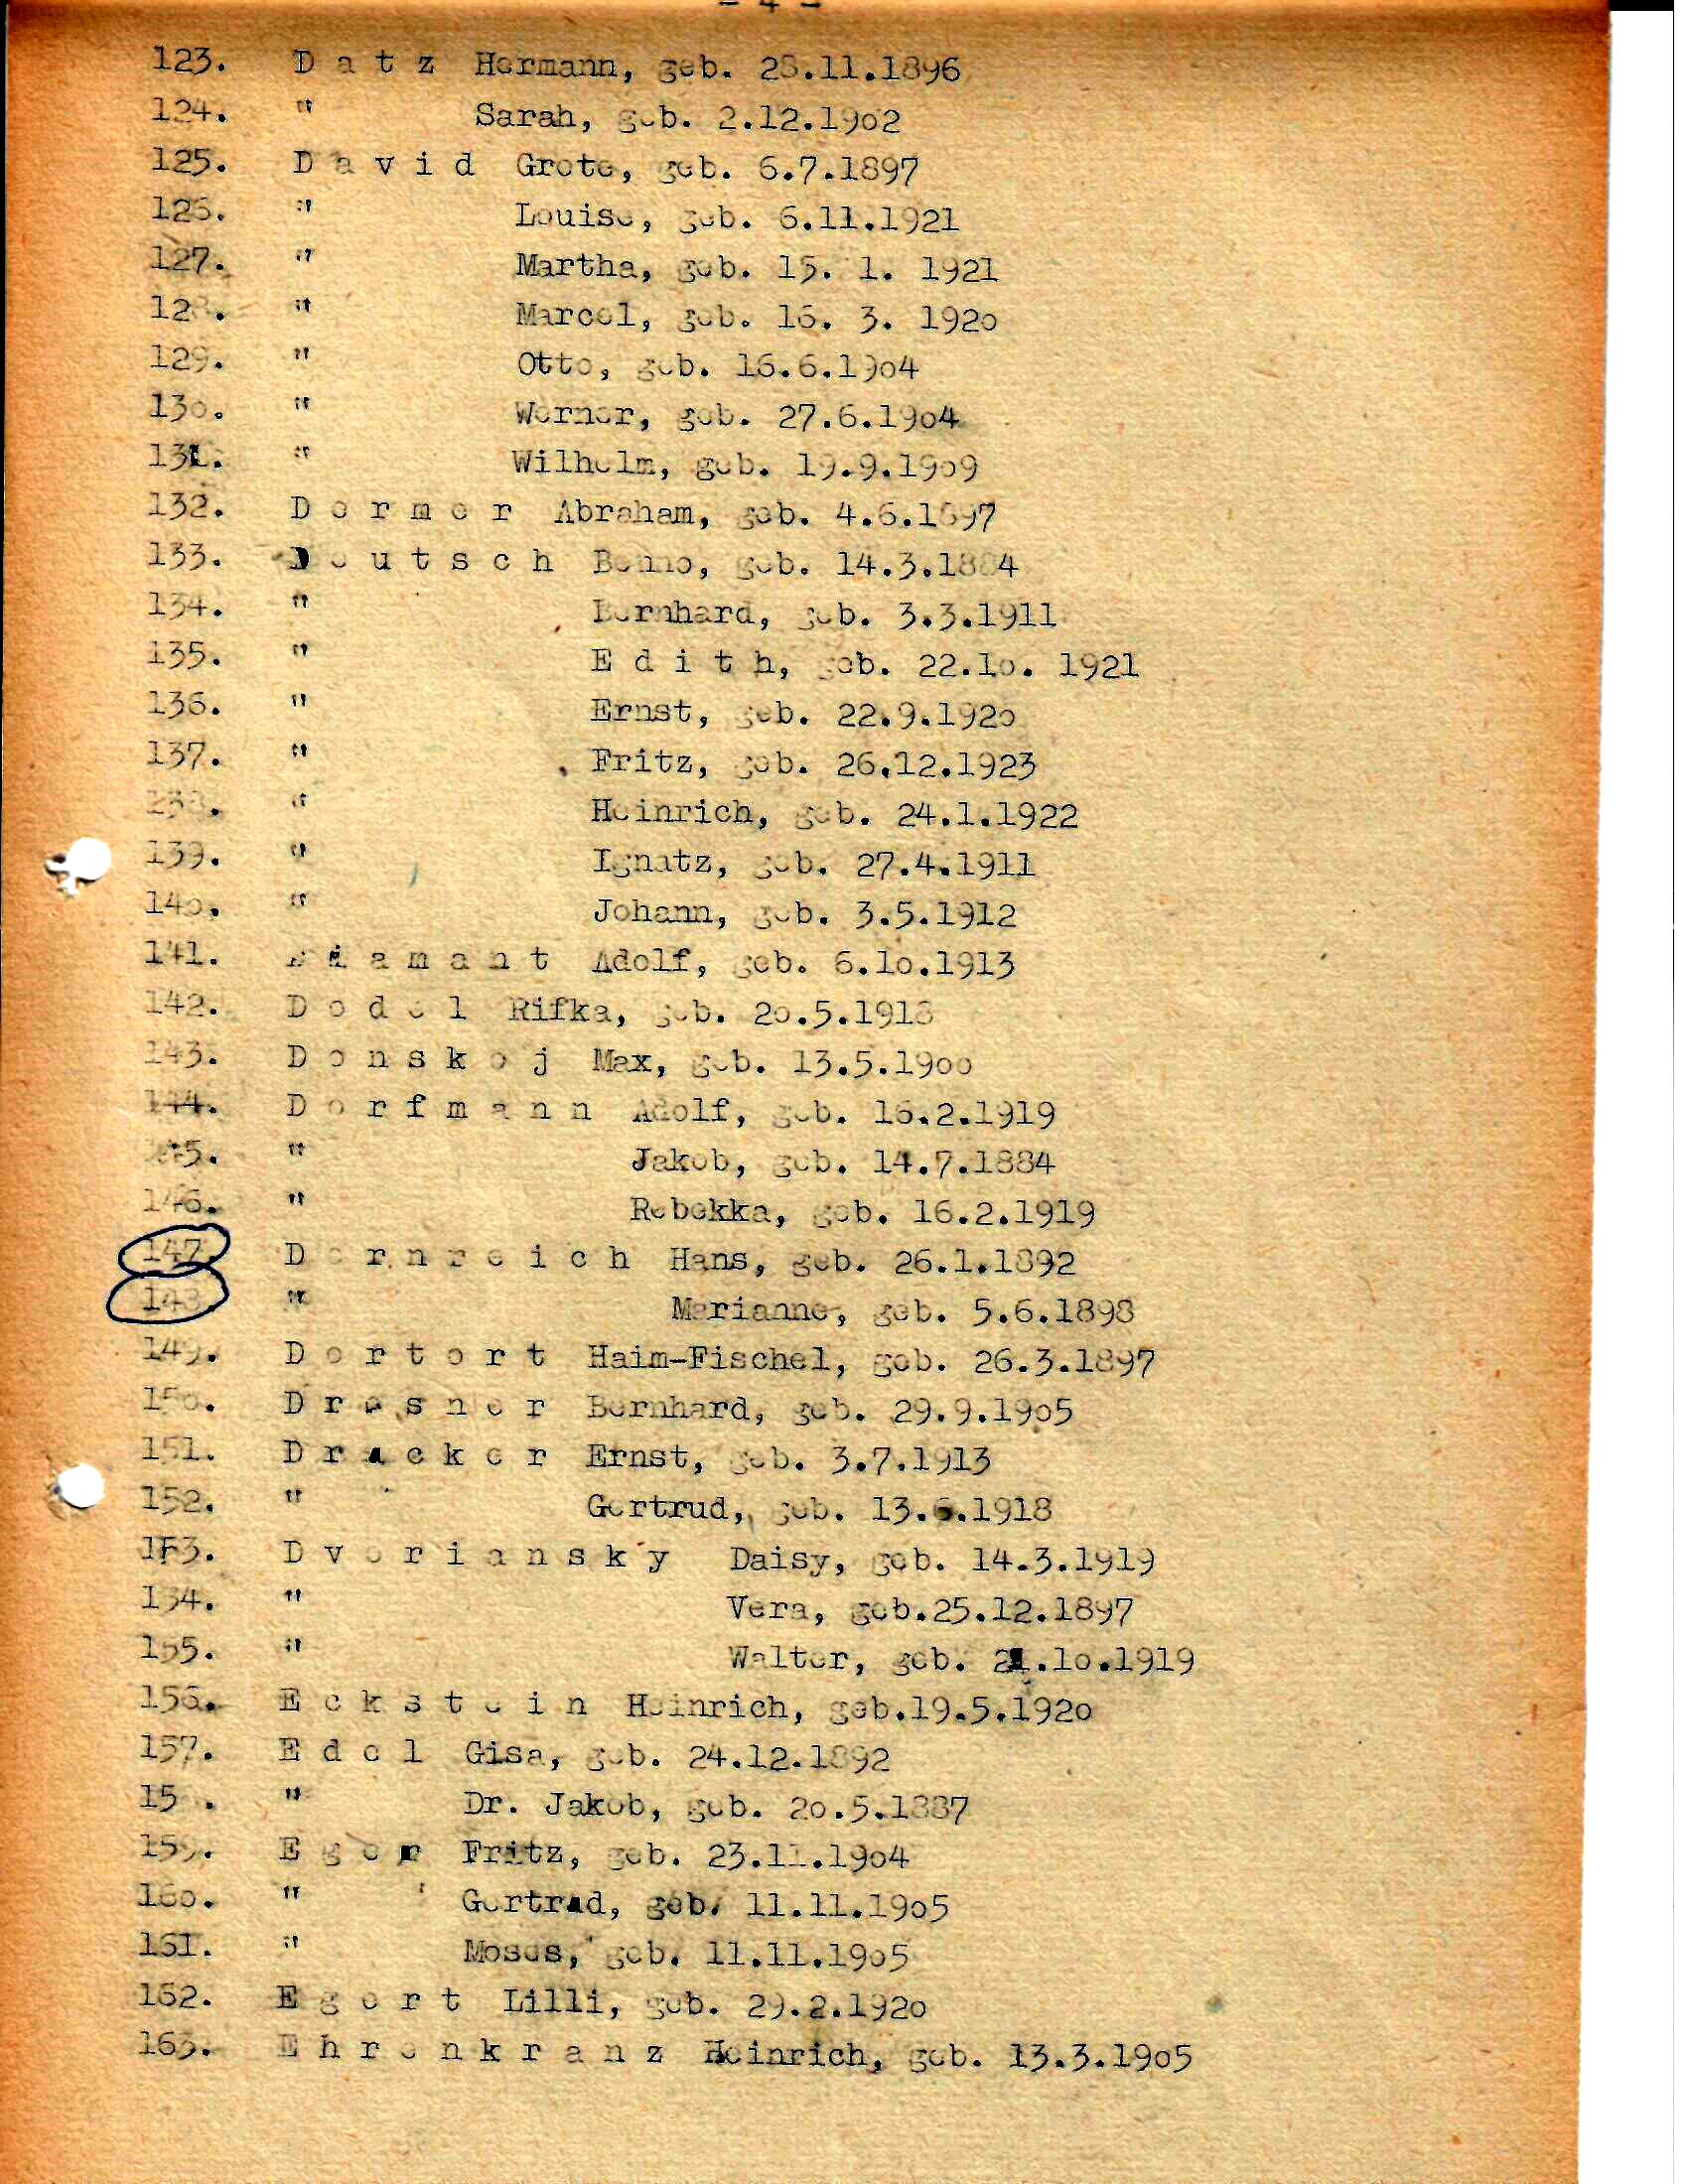 - 4 -
123. D a t z Hermann, geb. 28.11.1896
124. " Sarah, geb. 2.12.1902
125. D a v i d Grete, geb. 6.7.1897
126. " Louise, geb. 6.11.1921
127. " Martha, geb. 15. 1. 1921
128. " Marcel, geb. 16. 3. 1920
129. " Otto, geb. 16.6.1904
130. " Werner, geb. 27.6.1904
131. " Wilhelm, geb. 19.9.1909
132. D e r m e r Abraham, geb. 4.6.1897
133. D e u t s c h Benno, geb. 14.3.1884
134. " Bernhard, geb. 3.3.1911
135. " E d i t h, geb. 22.10. 1921
136. " Ernst, geb. 22.9.1920
137. " Fritz, geb. 26.12.1923
138. " Heinrich, geb. 24.1.1922
139. " Ignatz, geb. 27.4.1911
140. " Johann, geb. 3.5.1912
141. D i a m a n t Adolf, geb. 6.10.1913
142. D o d e l Rifka, geb. 20.5.1918
143. D o n s k o j Max, geb. 13.5.1900
144. D o r f m a n n Adolf, geb. 16.2.1919
145. " Jakob, geb. 14.7.1884
146. " Rebekka, geb. 16.2.1919
147. D o r n r e i c h Hans, geb. 26.1.1892
148. " Marianne, geb. 5.6.1898
149. D o r t o r t Haim-Fischel, geb. 26.3.1897
150. D r e s n e r Bernhard, geb. 29.9.1905
151. Ernst, geb. 3.7.1913
152. " Gertrud, geb. 13.6.1918
153. D v o r i a n s k y Daisy, geb. 14.3.1919
154. " Vera, geb.25.12.1897
155. " Walter, geb. 21.10.1919
156. E c k s t e i n Heinrich, geb.19.5.1920
157. E d e l Gisa, geb. 24.12.1892
15 . " Dr. Jakob, geb. 20.5.1887
159. E g e r Fritz, geb. 23.11.1904
160. " Gertrud, geb. 11.11.1905
161. " Moses, geb. 11.11.1905
162. E g e r t Lilli, geb. 29.2.1920
163. E h r e n k r a n z Heinrich, geb. 13.3.1905